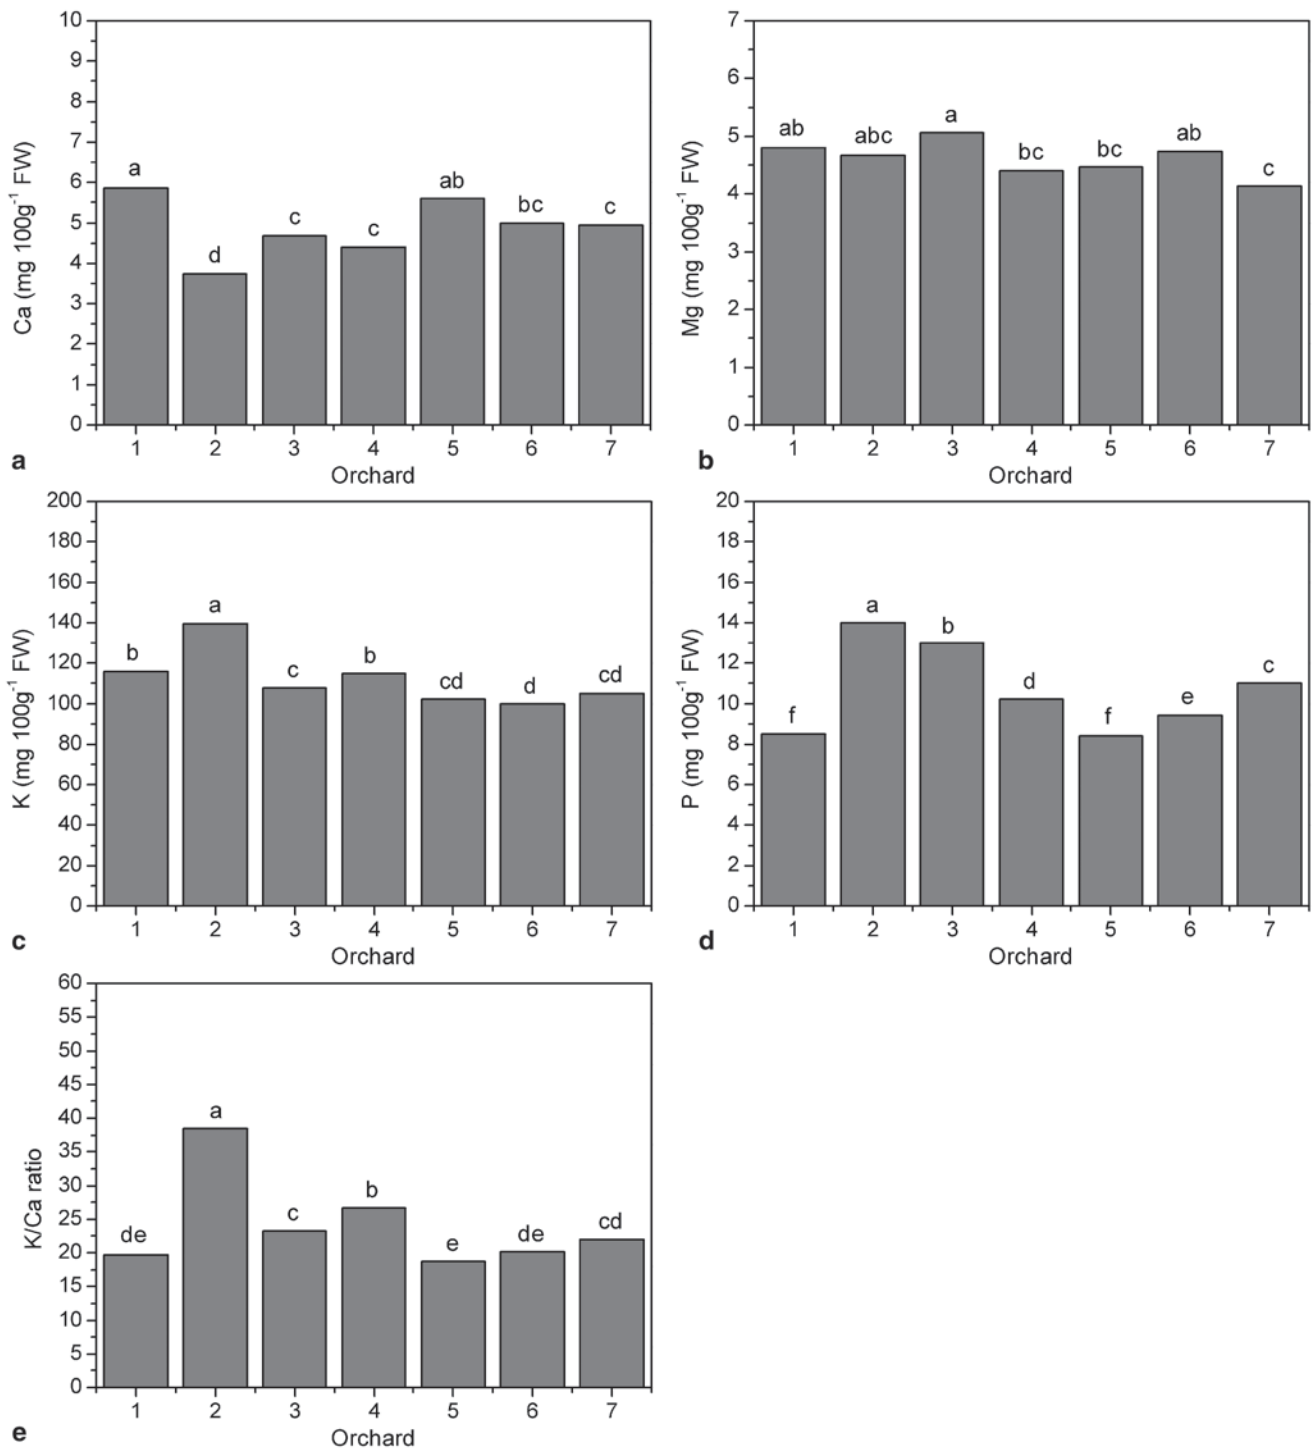 10
9
8
7
6
5
4
3
2
1
0
Ca (mg 100g⁻¹ FW)
a
d
c
c
ab
bc
c
1 2 3 4 5 6 7
Orchard
a
7
6
5
4
3
2
1
0
Mg (mg 100g⁻¹ FW)
ab
abc
a
bc
bc
ab
c
1 2 3 4 5 6 7
Orchard
b
200
180
160
140
120
100
80
60
40
20
0
K (mg 100g⁻¹ FW)
b
a
c
b
cd
d
cd
1 2 3 4 5 6 7
Orchard
c
20
18
16
14
12
10
8
6
4
2
0
P (mg 100g⁻¹ FW)
f
a
b
d
f
e
c
1 2 3 4 5 6 7
Orchard
d
60
55
50
45
40
35
30
25
20
15
10
5
0
K/Ca ratio
de
a
c
b
e
de
cd
1 2 3 4 5 6 7
Orchard
e